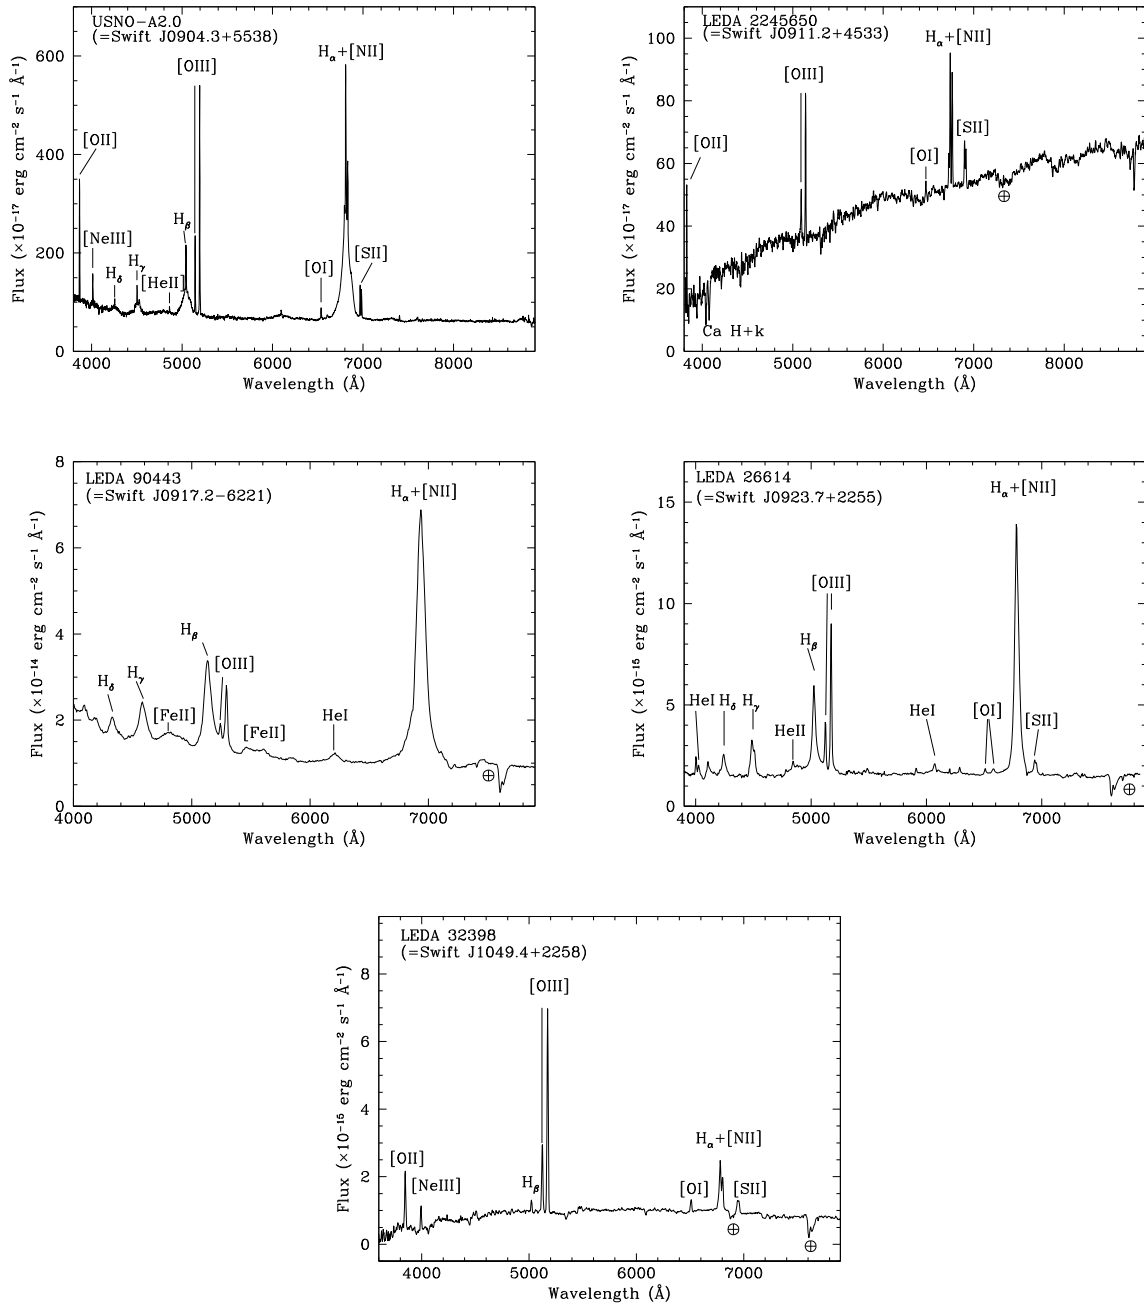 USNO-A2.0
(=Swift J0904.3+5538)
Flux (×10⁻¹⁷ erg cm⁻² s⁻¹ Å⁻¹)
600
400
200
0
[OII]
[NeIII]
Hδ
Hγ
[HeII]
Hβ
[OIII]
[OI]
Hα+[NII]
[SII]
4000 5000 6000 7000 8000
Wavelength (Å)
LEDA 2245650
(=Swift J0911.2+4533)
Flux (×10⁻¹⁷ erg cm⁻² s⁻¹ Å⁻¹)
100
80
60
40
20
0
[OII]
[OIII]
[OI]
Hα+[NII]
[SII]
⊕
Ca H+k
4000 5000 6000 7000 8000
Wavelength (Å)
LEDA 90443
(=Swift J0917.2-6221)
Flux (×10⁻¹⁴ erg cm⁻² s⁻¹ Å⁻¹)
8
6
4
2
0
Hδ
Hγ
[FeII]
Hβ
[OIII]
[FeII]
HeI
Hα+[NII]
⊕
4000 5000 6000 7000
Wavelength (Å)
LEDA 26614
(=Swift J0923.7+2255)
Flux (×10⁻¹⁵ erg cm⁻² s⁻¹ Å⁻¹)
15
10
5
0
HeI
Hδ
Hγ
HeII
Hβ
[OIII]
HeI
[OI]
Hα+[NII]
[SII]
⊕
4000 5000 6000 7000
Wavelength (Å)
LEDA 32398
(=Swift J1049.4+2258)
Flux (×10⁻¹⁵ erg cm⁻² s⁻¹ Å⁻¹)
8
6
4
2
0
[OII]
[NeIII]
Hβ
[OIII]
[OI]
Hα+[NII]
[SII]
⊕
⊕
4000 5000 6000 7000
Wavelength (Å)